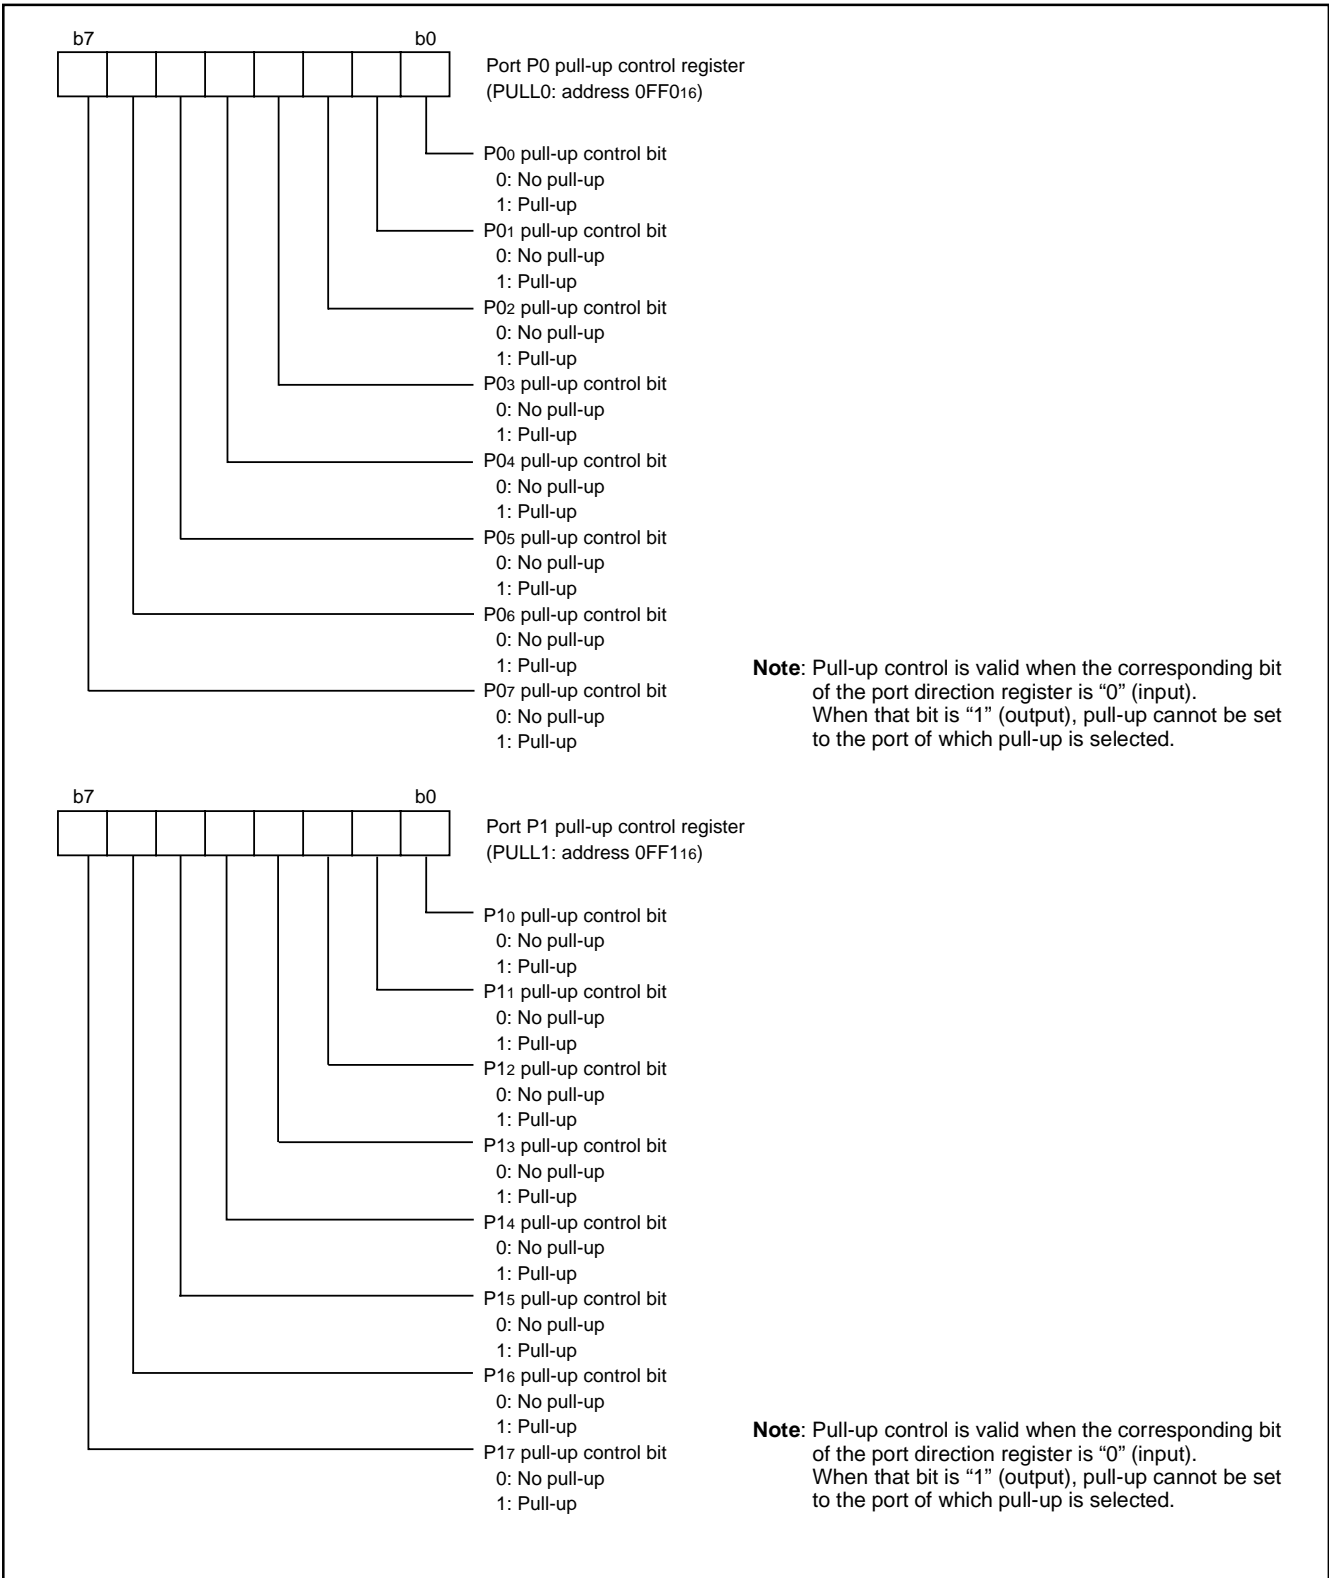 b7 b0
Port P0 pull-up control register
(PULL0: address 0FF016)
P00 pull-up control bit
0: No pull-up
1: Pull-up
P01 pull-up control bit
0: No pull-up
1: Pull-up
P02 pull-up control bit
0: No pull-up
1: Pull-up
P03 pull-up control bit
0: No pull-up
1: Pull-up
P04 pull-up control bit
0: No pull-up
1: Pull-up
P05 pull-up control bit
0: No pull-up
1: Pull-up
P06 pull-up control bit
0: No pull-up
1: Pull-up
P07 pull-up control bit
0: No pull-up
1: Pull-up
Note: Pull-up control is valid when the corresponding bit
of the port direction register is “0” (input).
When that bit is “1” (output), pull-up cannot be set
to the port of which pull-up is selected.
b7 b0
Port P1 pull-up control register
(PULL1: address 0FF116)
P10 pull-up control bit
0: No pull-up
1: Pull-up
P11 pull-up control bit
0: No pull-up
1: Pull-up
P12 pull-up control bit
0: No pull-up
1: Pull-up
P13 pull-up control bit
0: No pull-up
1: Pull-up
P14 pull-up control bit
0: No pull-up
1: Pull-up
P15 pull-up control bit
0: No pull-up
1: Pull-up
P16 pull-up control bit
0: No pull-up
1: Pull-up
P17 pull-up control bit
0: No pull-up
1: Pull-up
Note: Pull-up control is valid when the corresponding bit
of the port direction register is “0” (input).
When that bit is “1” (output), pull-up cannot be set
to the port of which pull-up is selected.